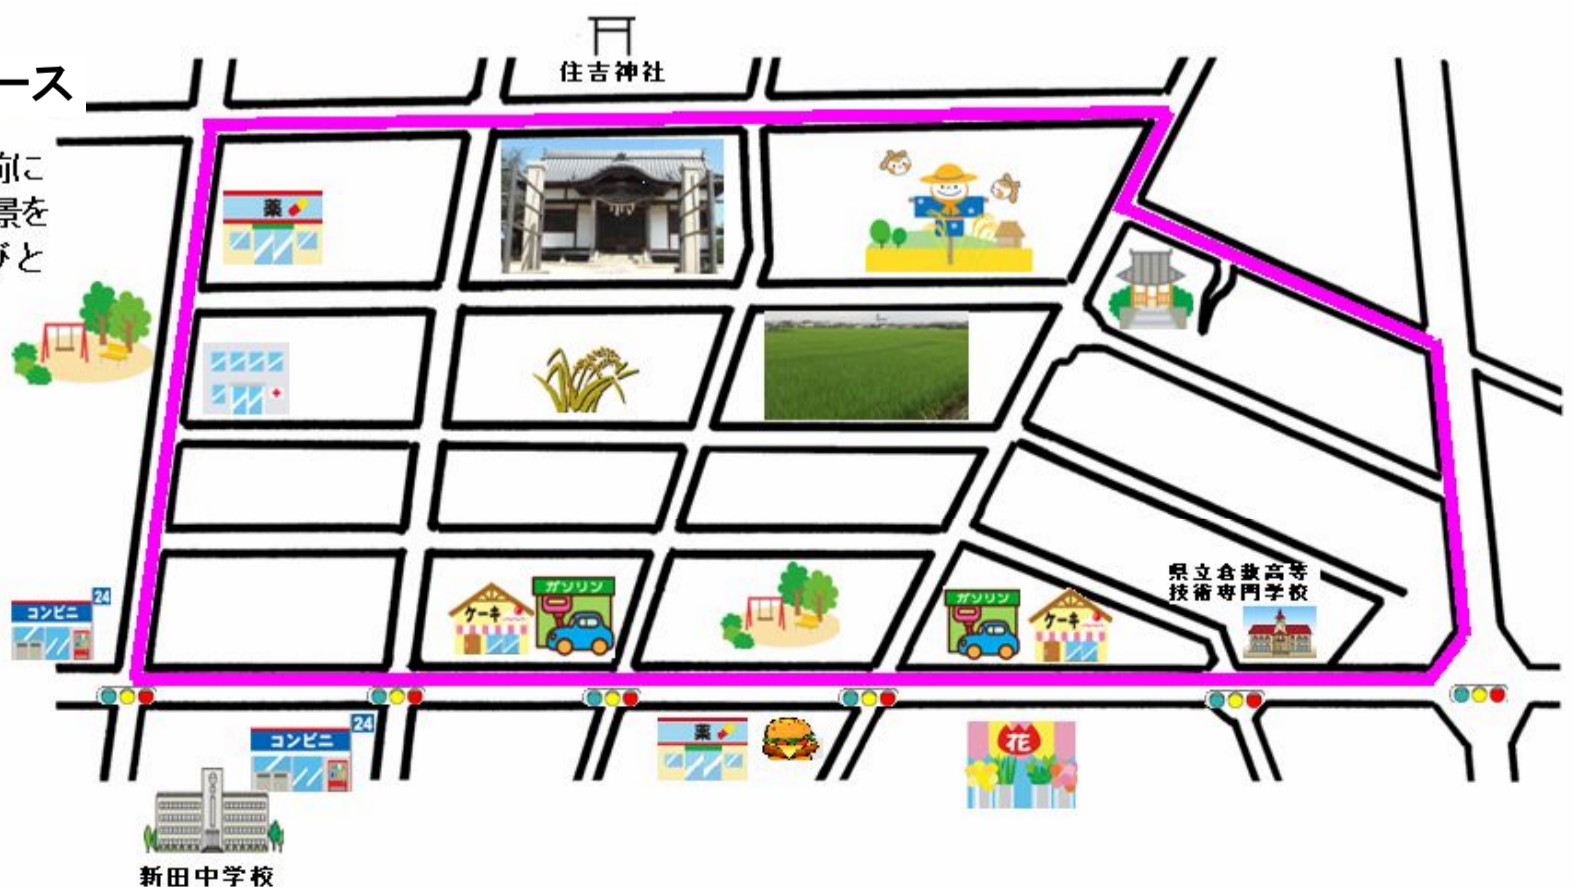 住吉神社
ース
前に
景を
びと
薬
24
コンビニ
ケーキ
ガソリン
ガソリン
ケーキ
県立倉敷高等
技術専門学校
24
コンビニ
薬
花
新田中学校